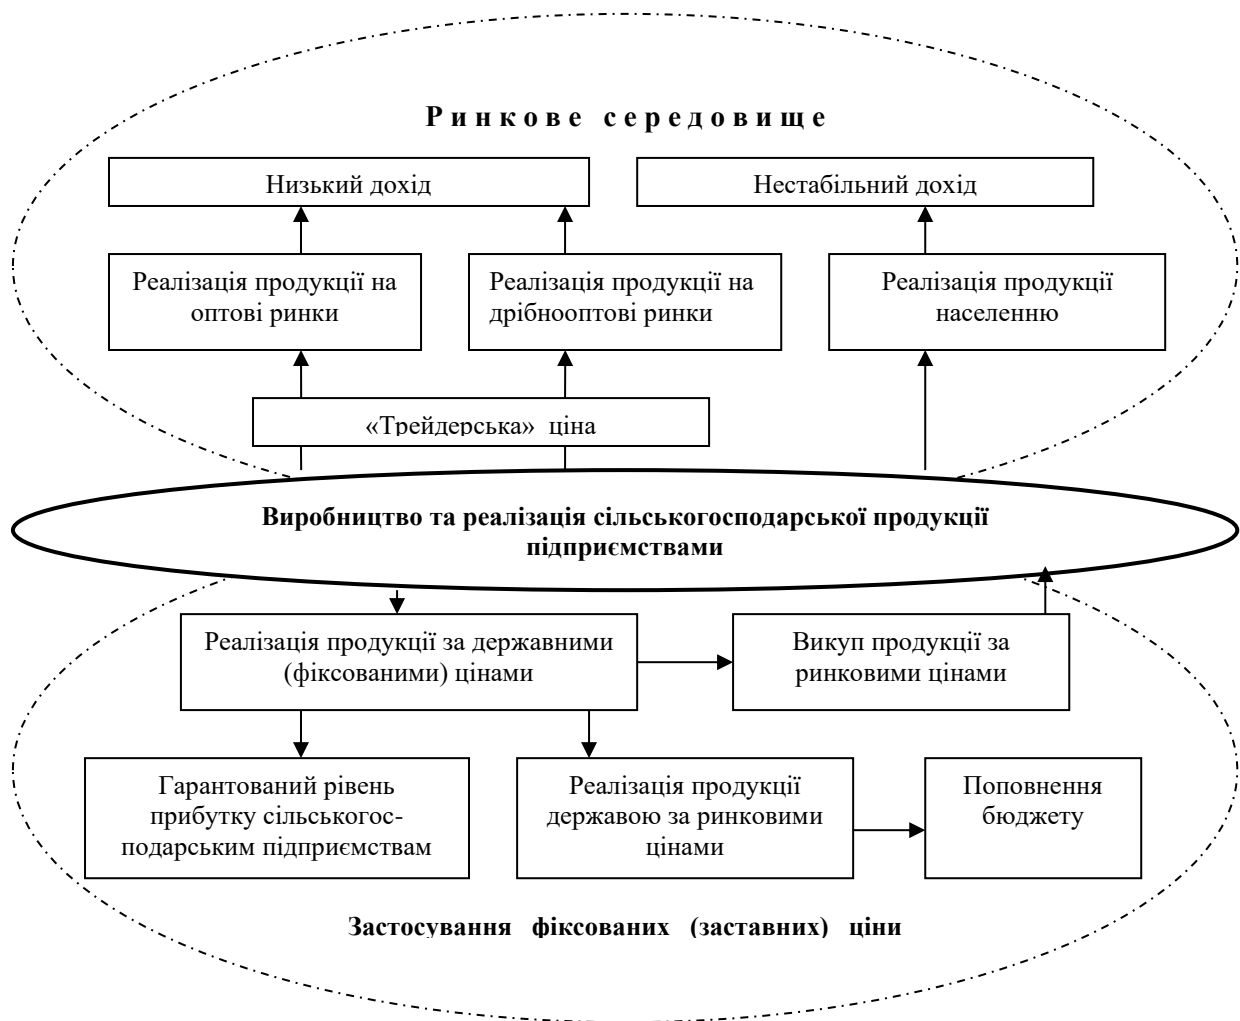 Ринкове середовище
Низький дохід
Нестабільний дохід
Реалізація продукції на
оптові ринки
Реалізація продукції на
дрібнооптові ринки
Реалізація продукції
населенню
«Трейдерська» ціна
Виробництво та реалізація сільськогосподарської продукції
підприємствами
Реалізація продукції за державними
(фіксованими) цінами
Викуп продукції за
ринковими цінами
Гарантований рівень
прибутку сільськогос-
подарським підприємствам
Реалізація продукції
державою за ринковими
цінами
Поповнення
бюджету
Застосування фіксованих (заставних) ціни